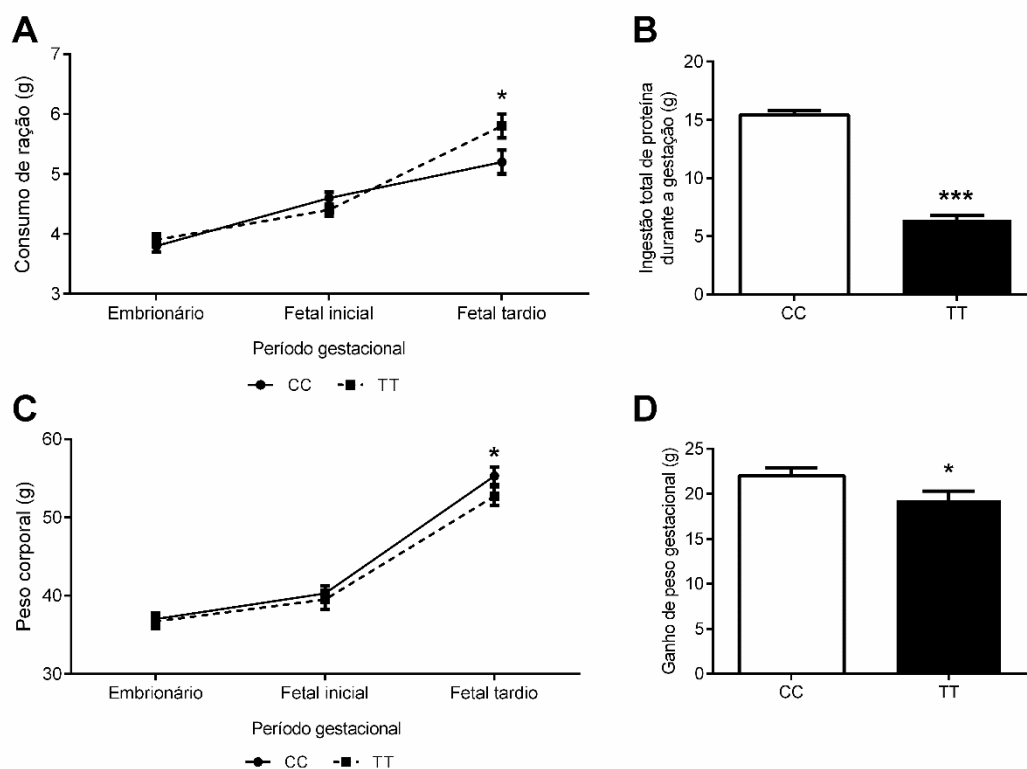 A
Consumo de ração (g)
7
6
5
4
3
*
Embrionário Fetal inicial Fetal tardio
Período gestacional
CC TT
B
Ingestão total de proteína
durante a gestação (g)
20
15
10
5
0
***
CC TT
C
Peso corporal (g)
60
50
40
30
*
Embrionário Fetal inicial Fetal tardio
Período gestacional
CC TT
D
Ganho de peso gestacional (g)
25
20
15
10
5
0
*
CC TT